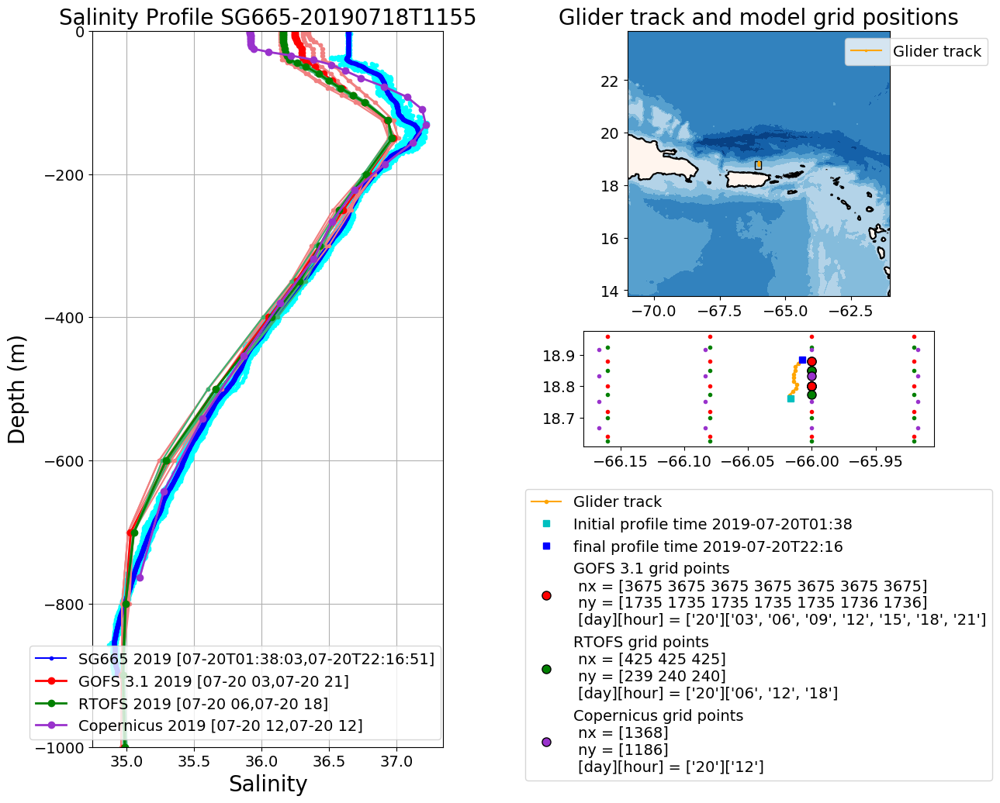 Salinity Profile SG665-20190718T1155
0
−200
−400
−600
−800
−1000
Depth (m)
35.0 35.5 36.0 36.5 37.0
Salinity
SG665 2019 [07-20T01:38:03,07-20T22:16:51]
GOFS 3.1 2019 [07-20 03,07-20 21]
RTOFS 2019 [07-20 06,07-20 18]
Copernicus 2019 [07-20 12,07-20 12]
Glider track and model grid positions
Glider track
22
20
18
16
14
−70.0 −67.5 −65.0 −62.5
18.9
18.8
18.7
−66.15 −66.10 −66.05 −66.00 −65.95
Glider track
Initial profile time 2019-07-20T01:38
final profile time 2019-07-20T22:16
GOFS 3.1 grid points
nx = [3675 3675 3675 3675 3675 3675 3675]
ny = [1735 1735 1735 1735 1735 1736 1736]
[day][hour] = ['20']['03', '06', '09', '12', '15', '18', '21']
RTOFS grid points
nx = [425 425 425]
ny = [239 240 240]
[day][hour] = ['20']['06', '12', '18']
Copernicus grid points
nx = [1368]
ny = [1186]
[day][hour] = ['20']['12']